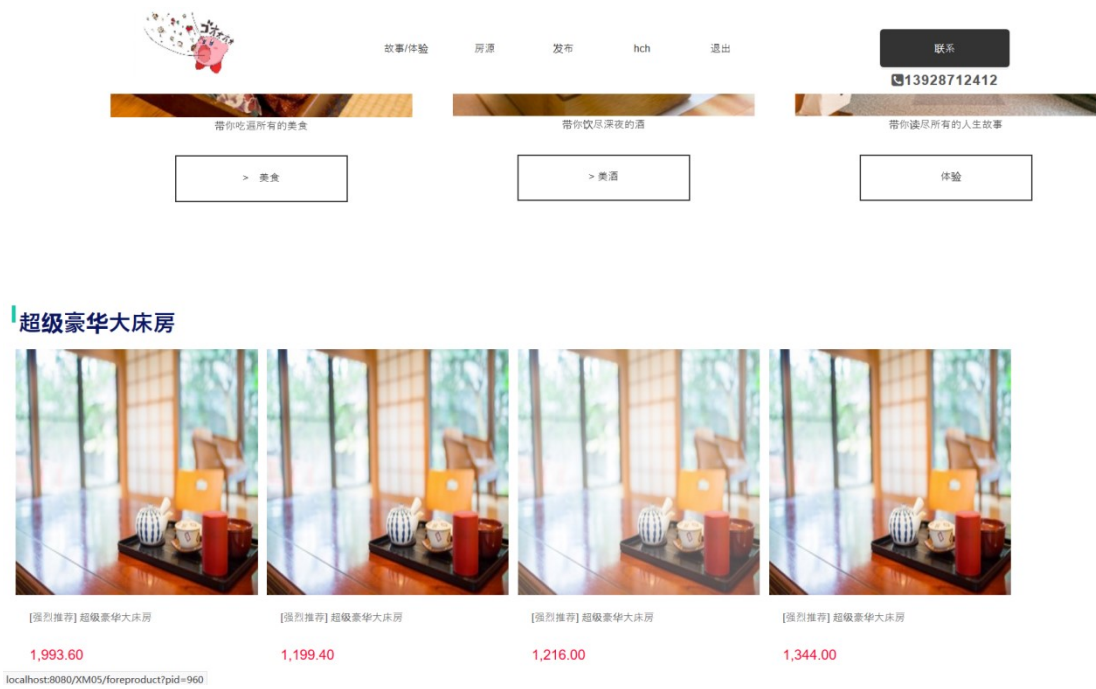 故事/体验 房源 发布 hch 退出 联系
13928712412
带你吃遍所有的美食 带你饮尽深夜的酒 带你读尽所有的人生故事
> 美食 > 美酒 体验
超级豪华大床房
[强烈推荐] 超级豪华大床房 [强烈推荐] 超级豪华大床房 [强烈推荐] 超级豪华大床房 [强烈推荐] 超级豪华大床房
1,993.60 1,199.40 1,216.00 1,344.00
localhost:8080/XM05/foreproduct?pid=960